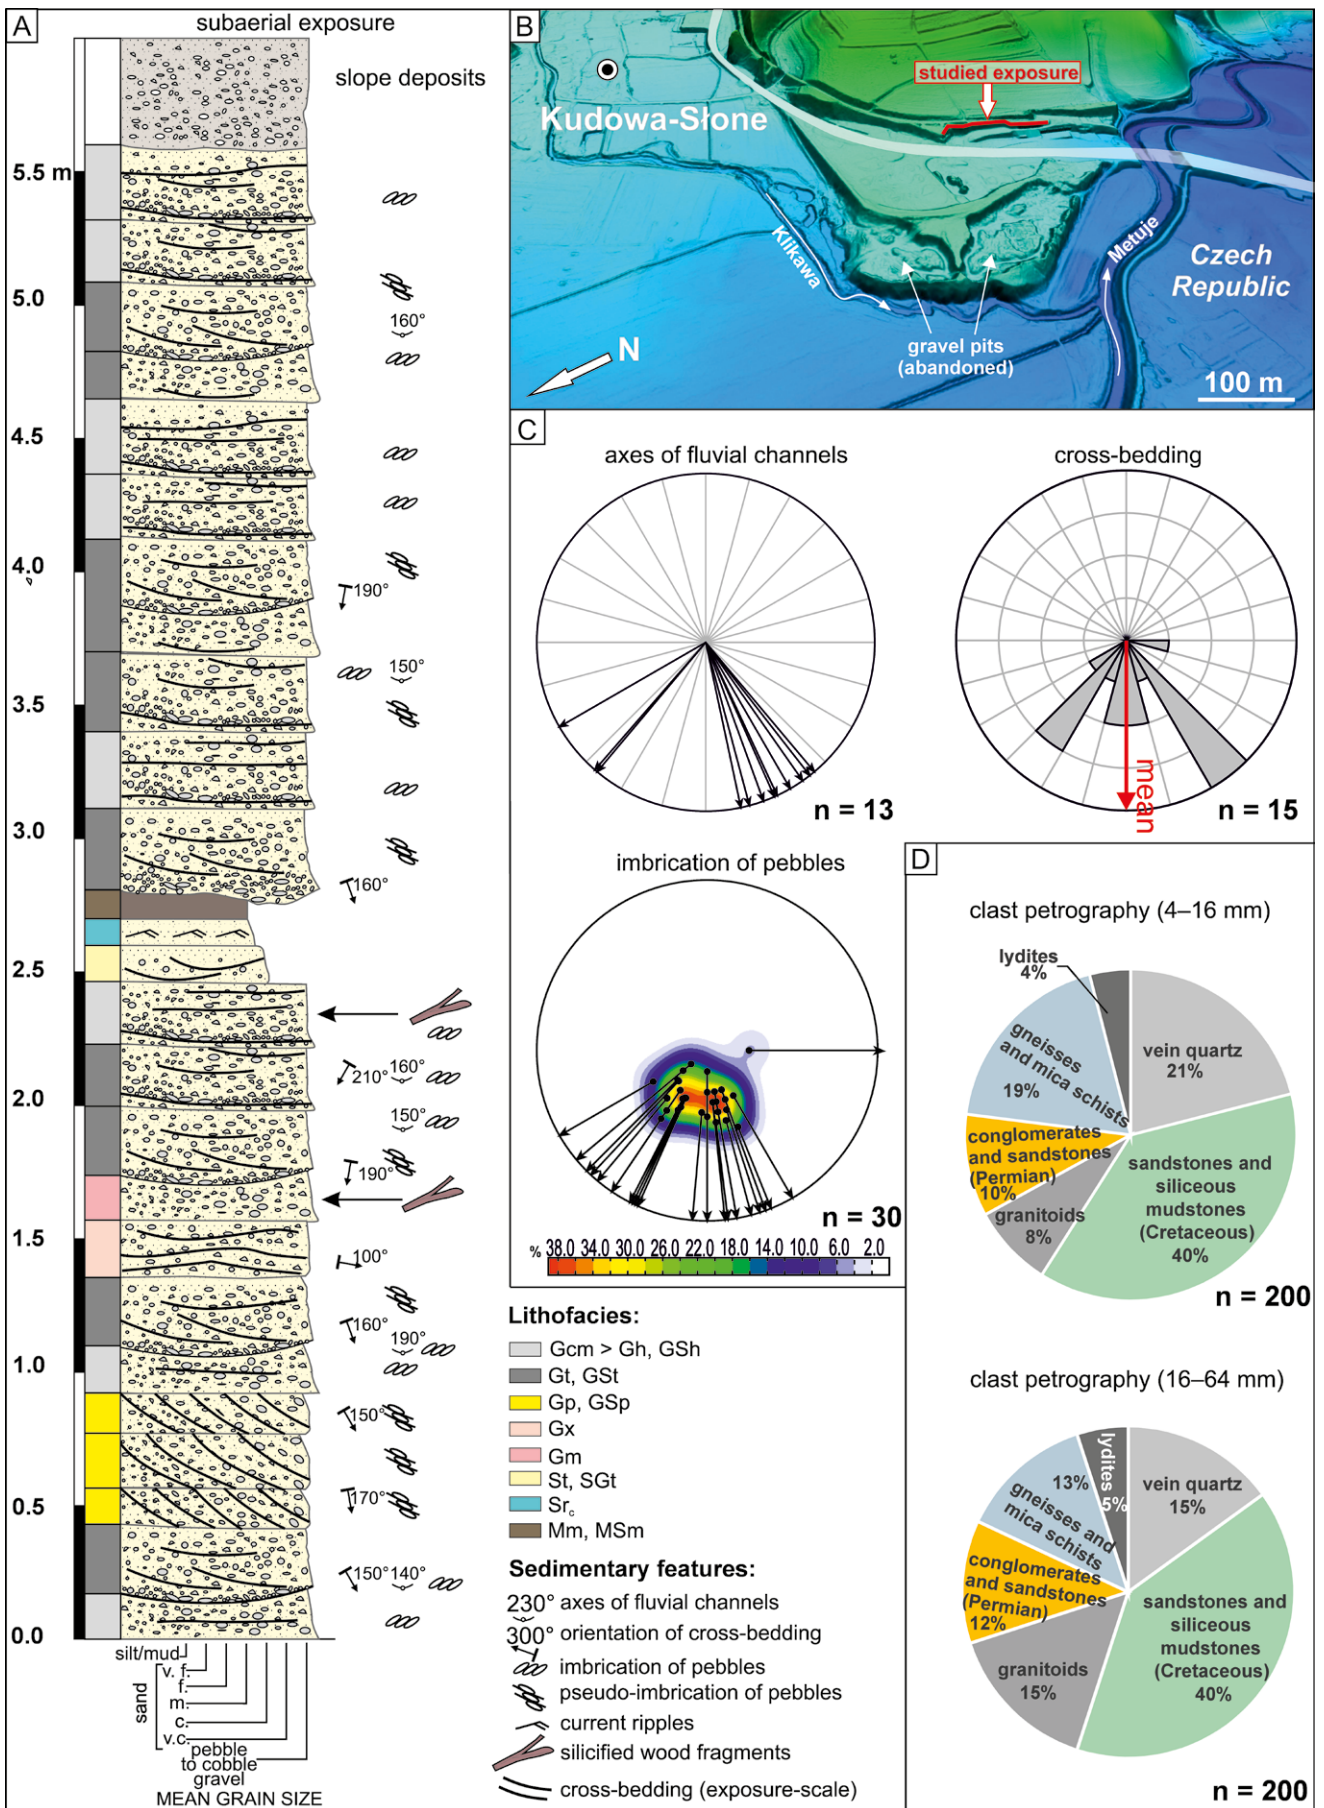 A
subaerial exposure
slope deposits
5.5 m
5.0
160°
4.5
4.0
190°
150°
3.5
3.0
160°
2.5
210° 160°
2.0
150°
190°
1.5
100°
160° 190°
1.0
150°
170°
0.5
150° 140°
0.0
silt/mud
v. f.
f.
m.
c.
v.c.
sand
pebble
to cobble
gravel
MEAN GRAIN SIZE
B
studied exposure
Kudowa-Słone
Klikawa
Metuje
Czech
Republic
gravel pits
(abandoned)
N
100 m
C
axes of fluvial channels
n = 13
cross-bedding
mean
n = 15
imbrication of pebbles
n = 30
% 38.0 34.0 30.0 26.0 22.0 18.0 14.0 10.0 6.0 2.0
Lithofacies:
Gcm > Gh, GSh
Gt, GSt
Gp, GSp
Gx
Gm
St, SGt
Src
Mm, MSm
Sedimentary features:
230° axes of fluvial channels
300° orientation of cross-bedding
imbrication of pebbles
pseudo-imbrication of pebbles
current ripples
silicified wood fragments
cross-bedding (exposure-scale)
D
clast petrography (4–16 mm)
lydites
4%
vein quartz
21%
gneisses
and mica schists
19%
conglomerates
and sandstones
(Permian)
10%
granitoids
8%
sandstones and
siliceous
mudstones
(Cretaceous)
40%
n = 200
clast petrography (16–64 mm)
lydites
5%
vein quartz
15%
13%
gneisses and
mica schists
conglomerates
and sandstones
(Permian)
12%
granitoids
15%
sandstones and
siliceous
mudstones
(Cretaceous)
40%
n = 200